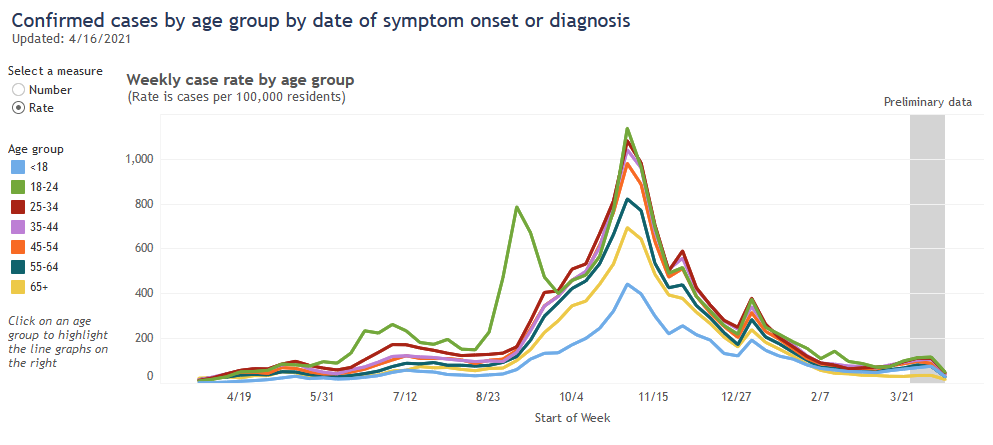 Confirmed cases by age group by date of symptom onset or diagnosis
Updated: 4/16/2021
Select a measure
Number
Rate
Age group
<18
18-24
25-34
35-44
45-54
55-64
65+
Click on an age
group to highlight
the line graphs on
the right
Weekly case rate by age group
(Rate is cases per 100,000 residents)
Preliminary data
1,000
800
600
400
200
0
4/19
5/31
7/12
8/23
10/4
11/15
12/27
2/7
3/21
Start of Week